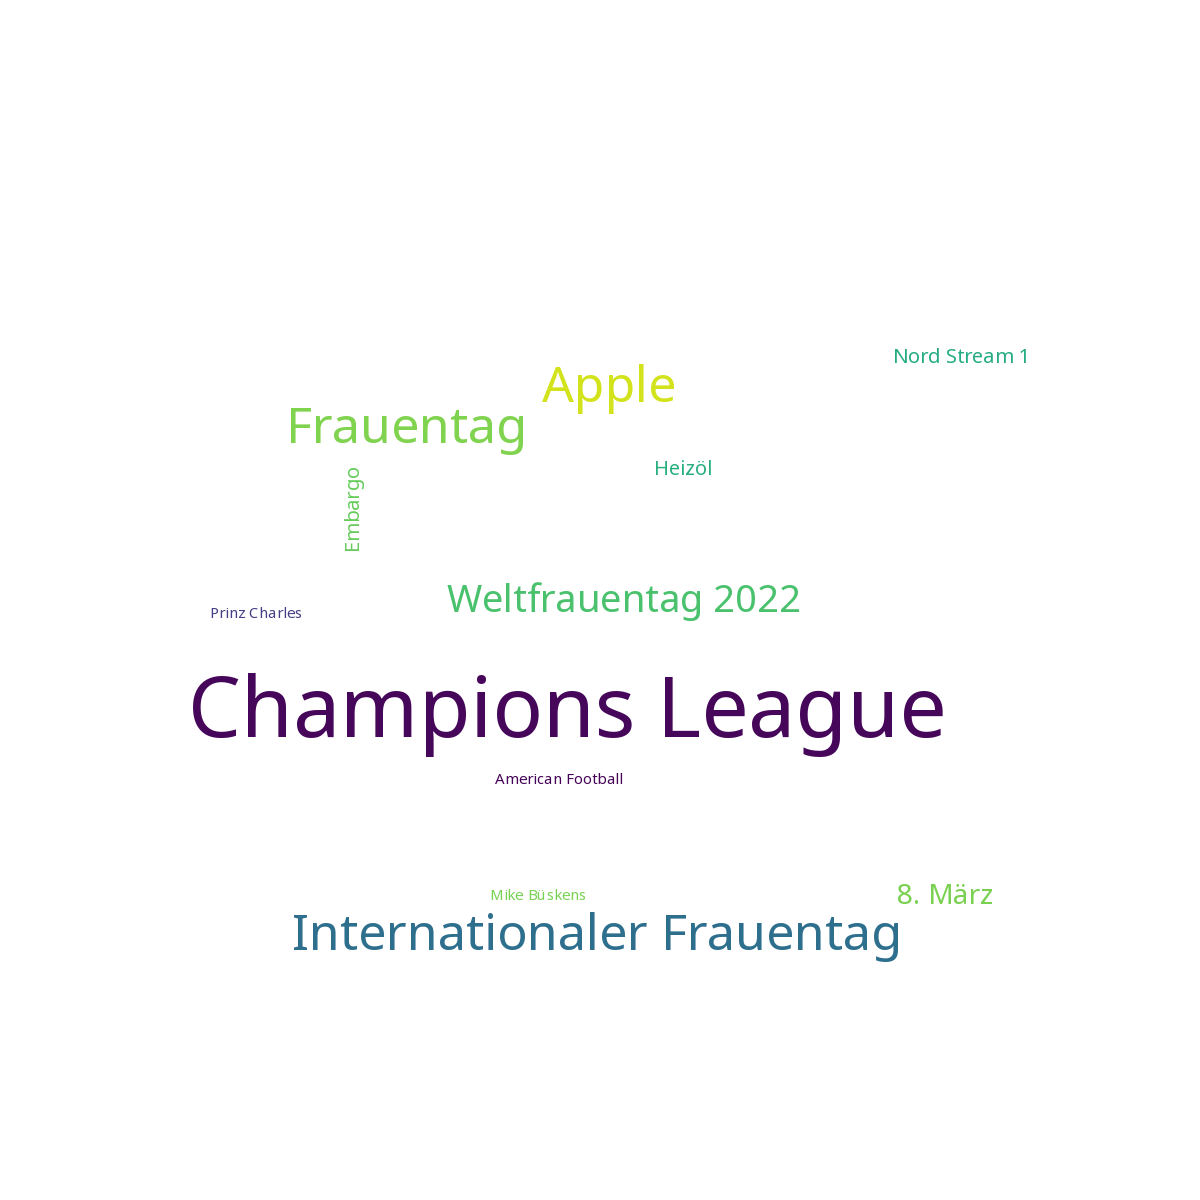 Nord Stream 1
Apple
Frauentag
Heizöl
Embargo
Weltfrauentag 2022
Prinz Charles
Champions League
American Football
Mike Büskens
8. März
Internationaler Frauentag